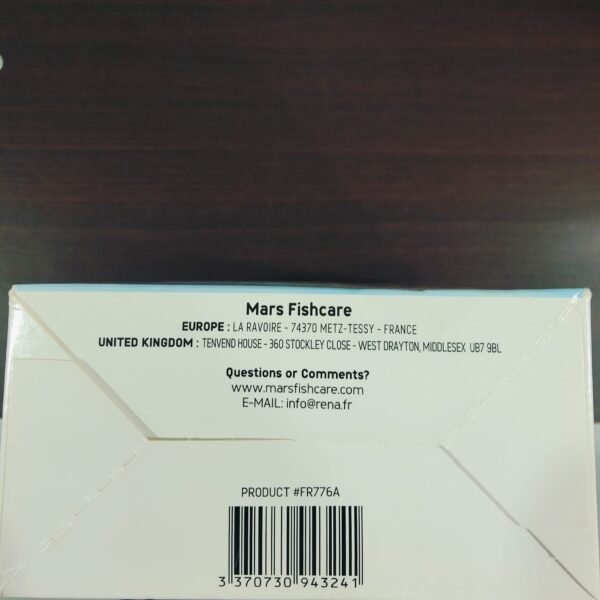 Mars Fishcare
EUROPE : LA RAVOIRE - 74370 METZ-TESSY - FRANCE
UNITED KINGDOM : TENVEND HOUSE - 360 STOCKLEY CLOSE - WEST DRAYTON, MIDDLESEX UB7 9BL
Questions or Comments?
www.marsfishcare.com
E-MAIL: info@rena.fr
PRODUCT #FR776A
3 370730 943241